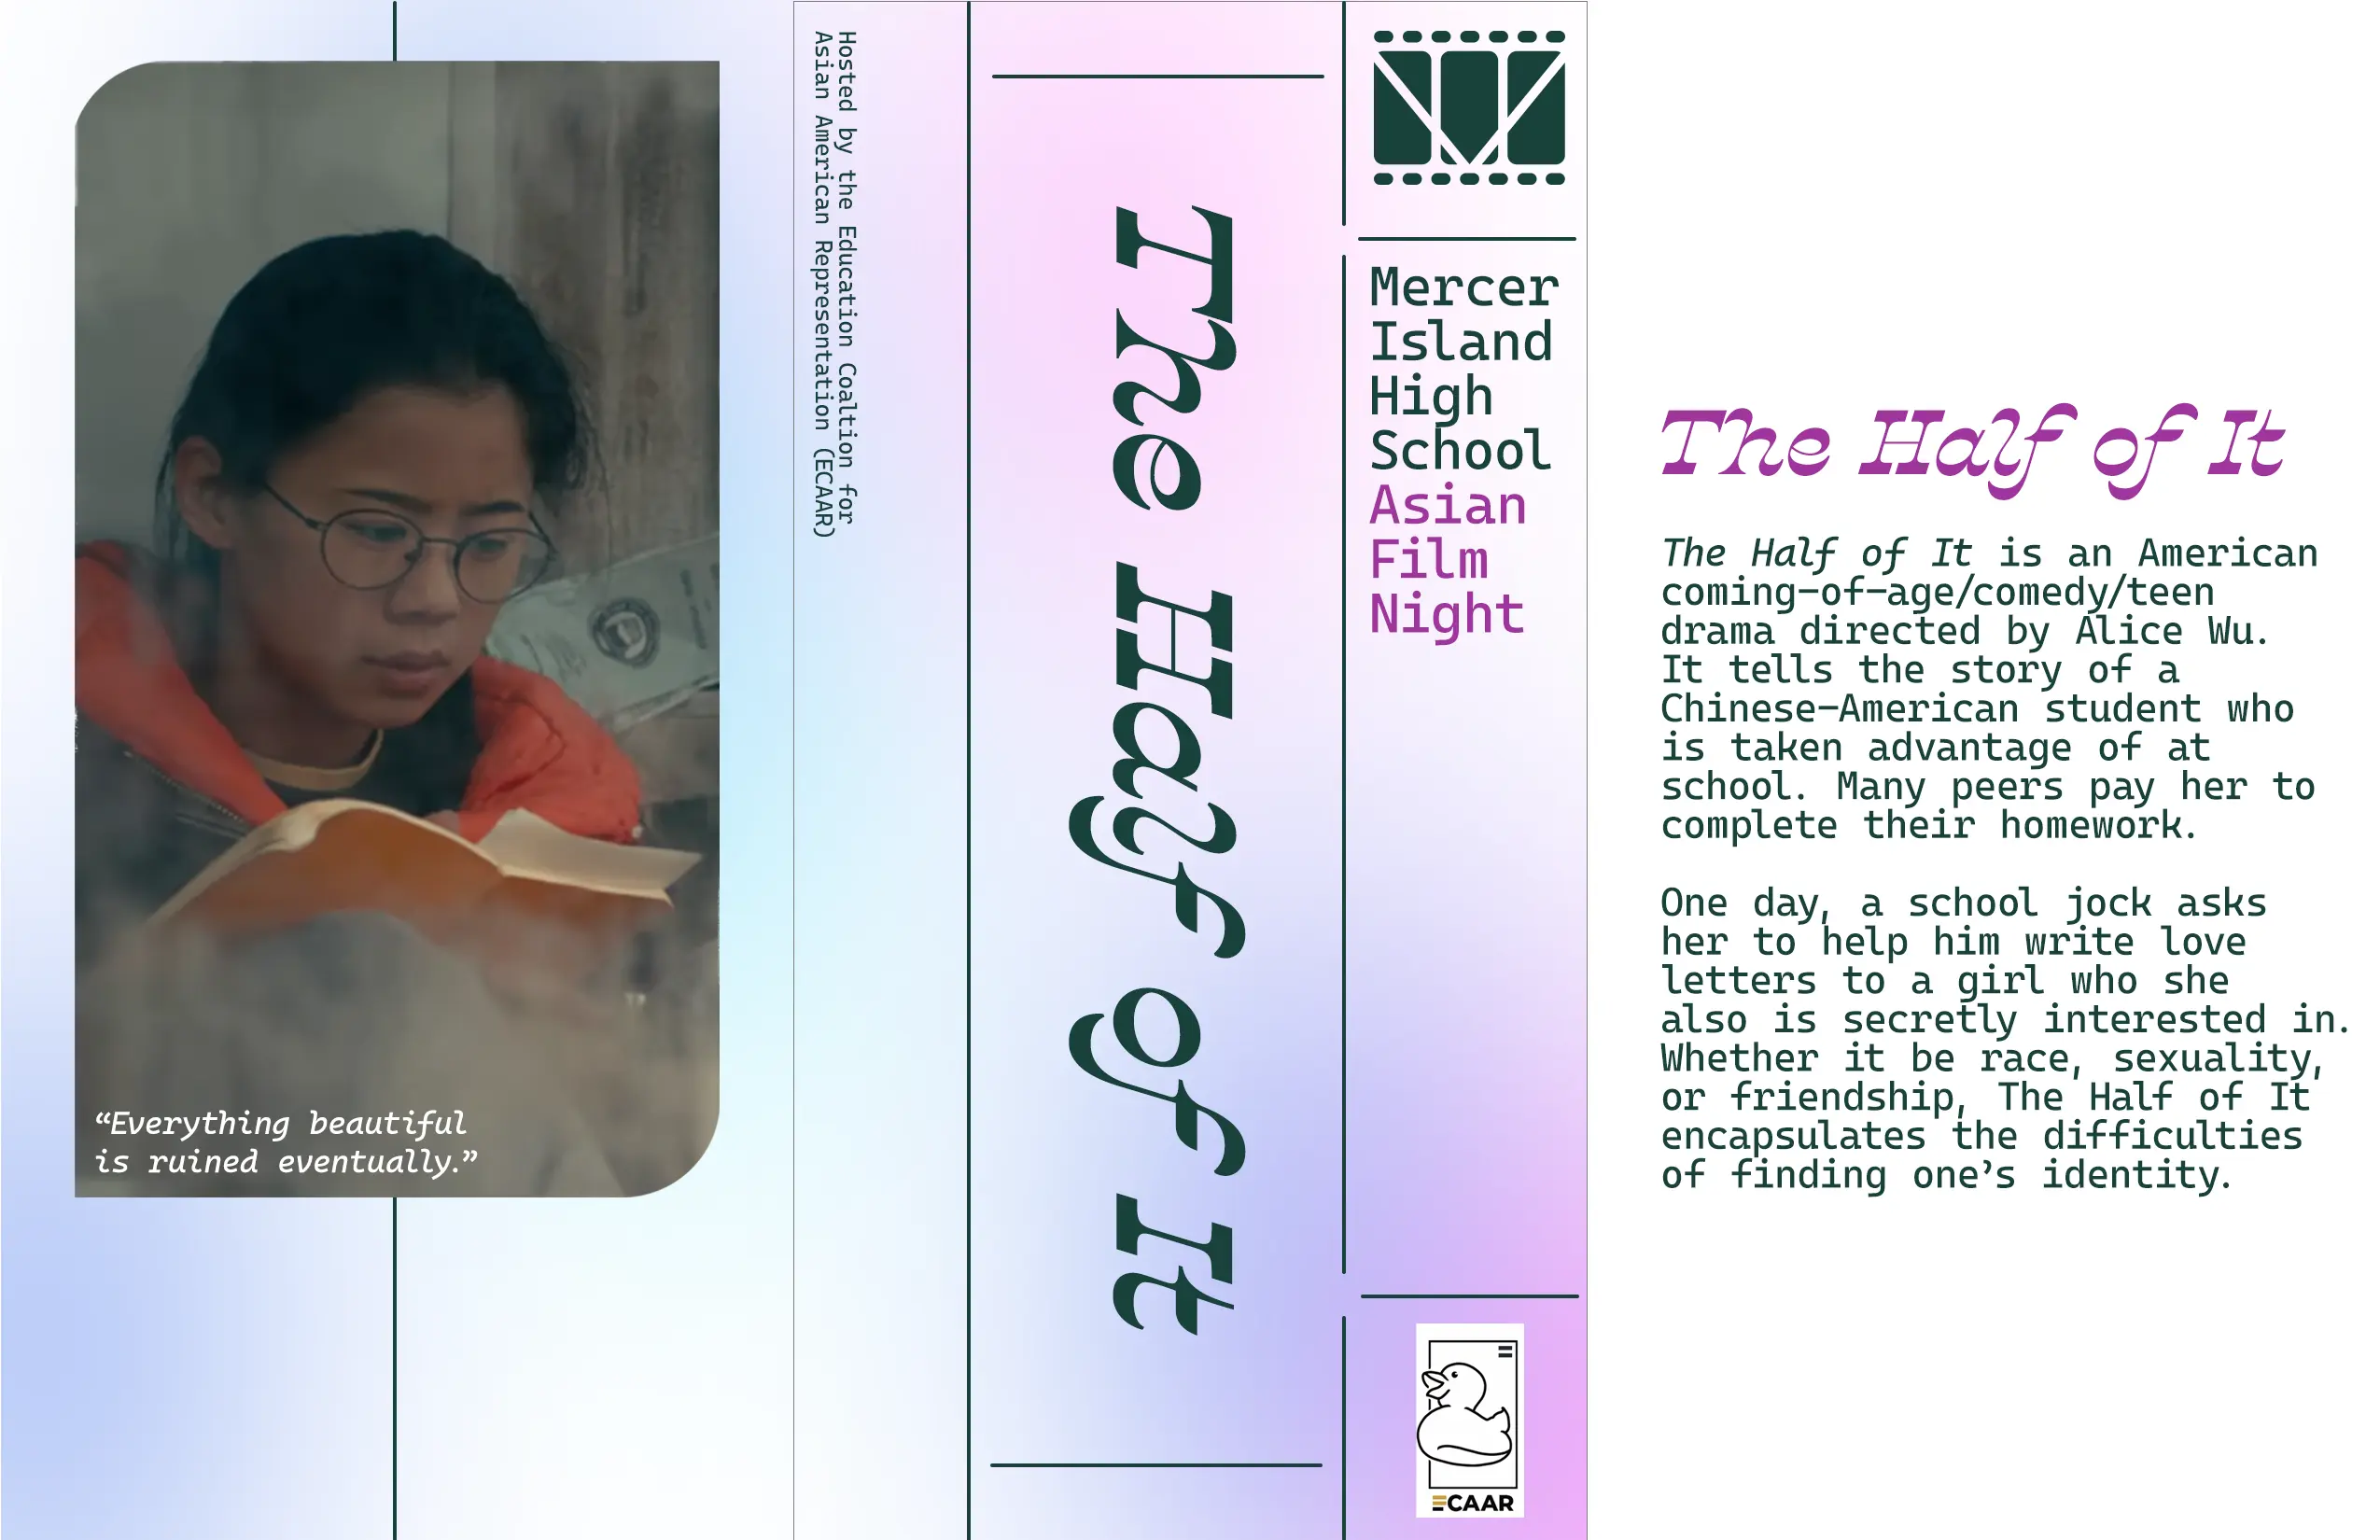 “Everything beautiful
is ruined eventually.”
Hosted by the Education Coaltion for
Asian American Representation (ECAAR)
The Half of It
Mercer
Island
High
School
Asian
Film
Night
ECAAR
The Half of It
The Half of It is an American
coming-of-age/comedy/teen
drama directed by Alice Wu.
It tells the story of a
Chinese-American student who
is taken advantage of at
school. Many peers pay her to
complete their homework.
One day, a school jock asks
her to help him write love
letters to a girl who she
also is secretly interested in.
Whether it be race, sexuality,
or friendship, The Half of It
encapsulates the difficulties
of finding one’s identity.